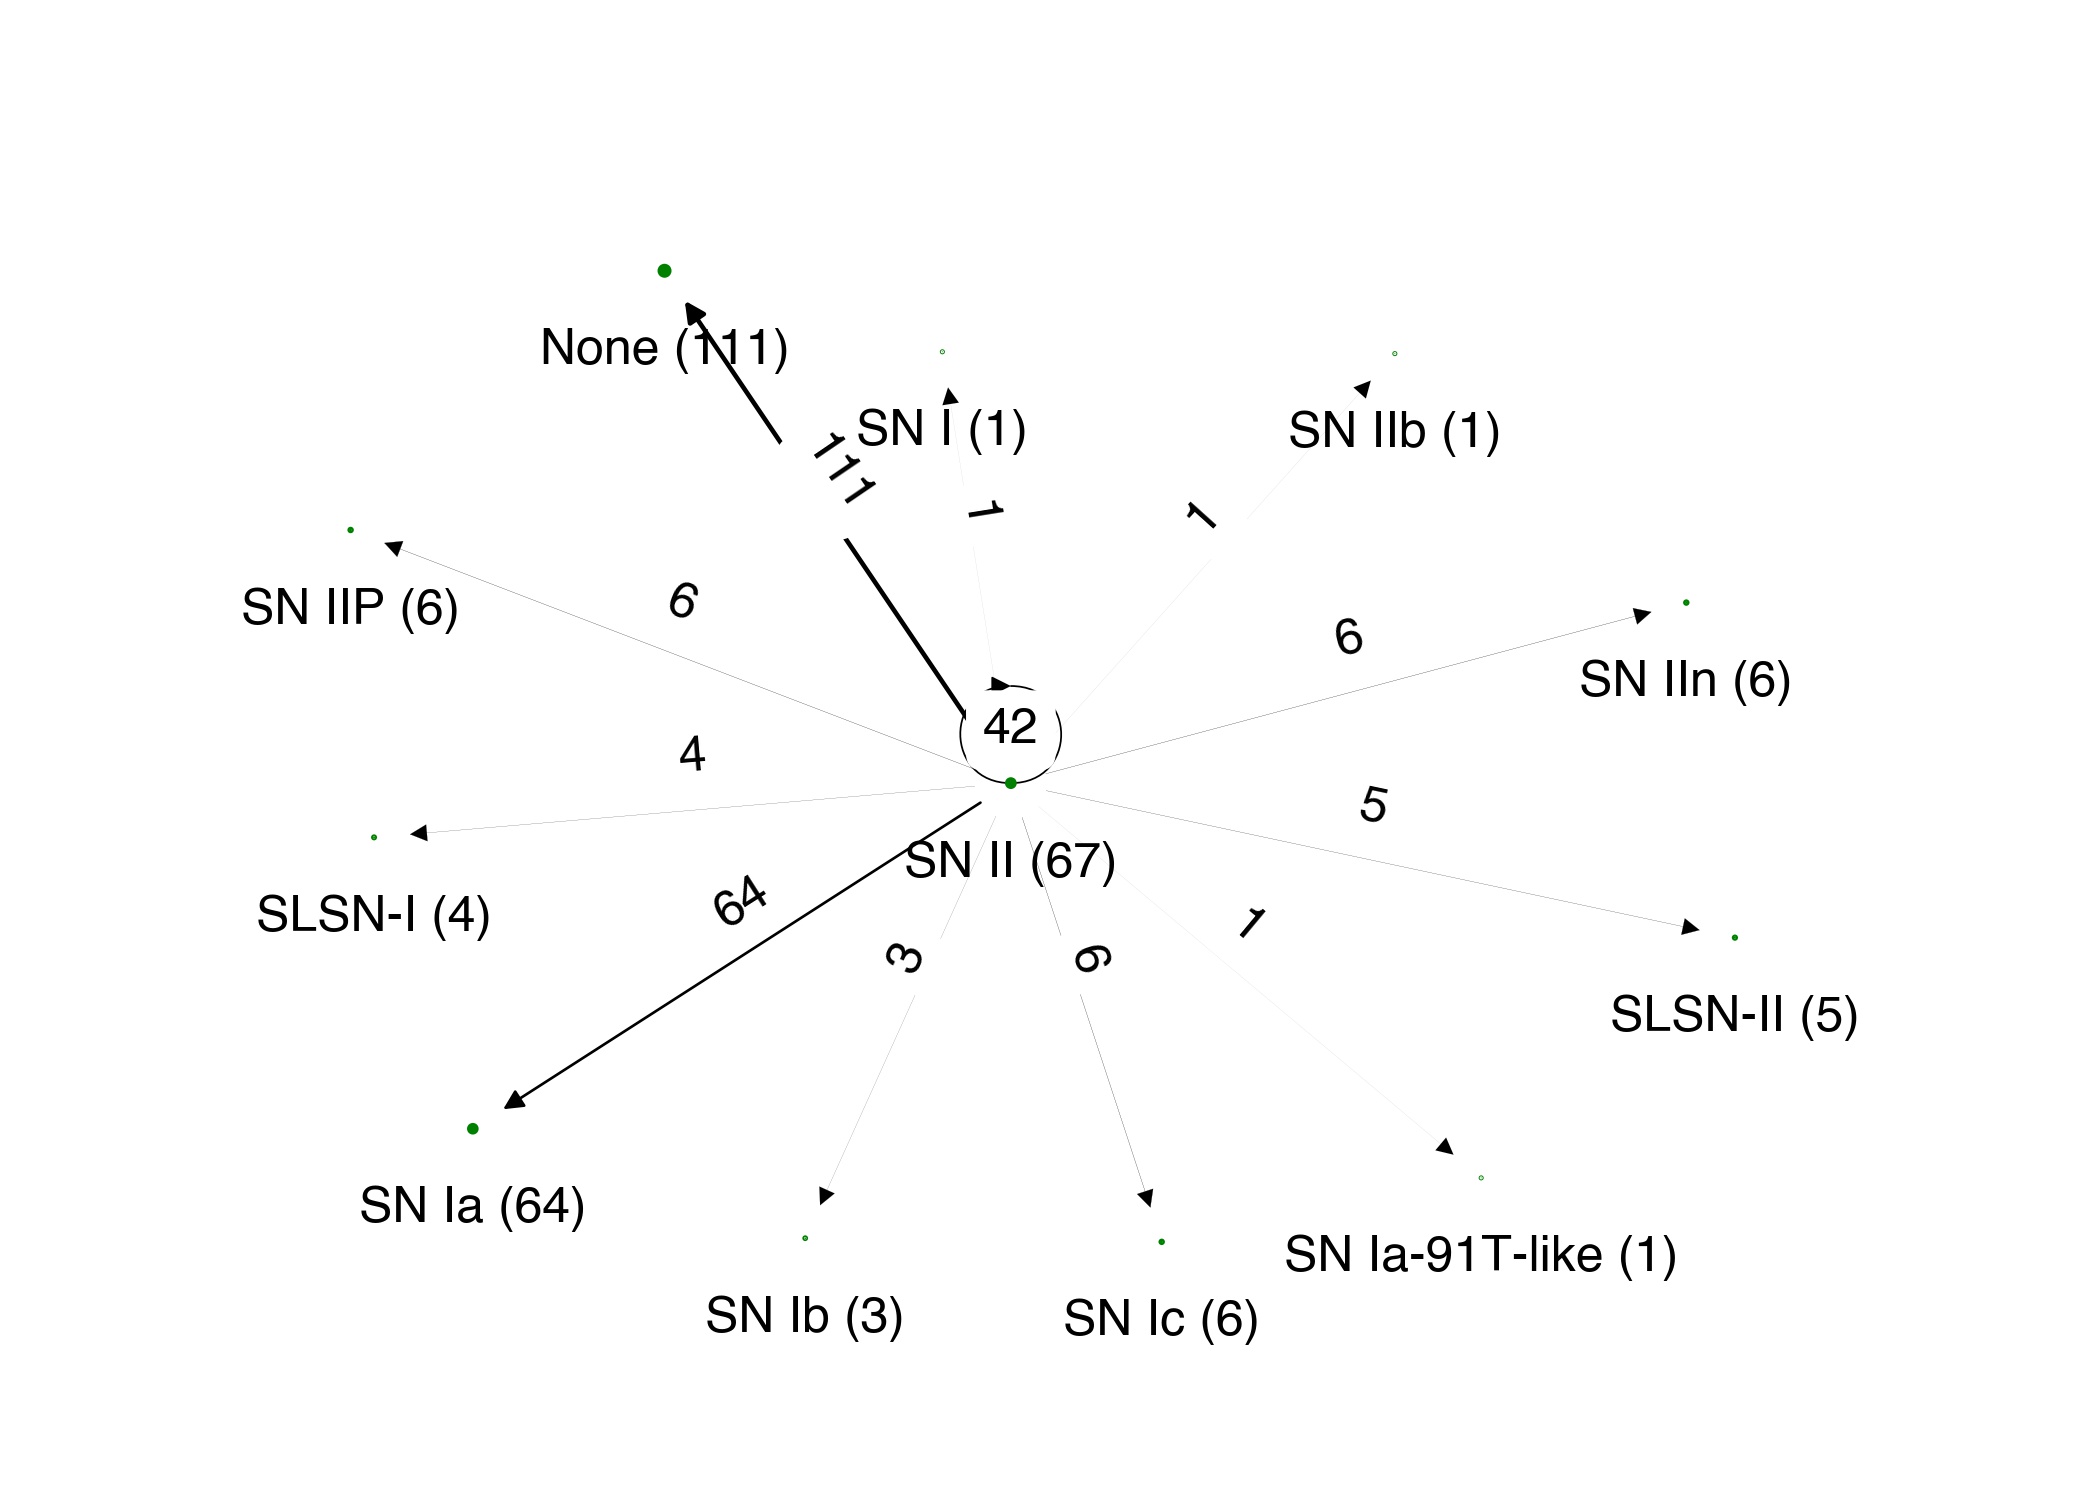 None (111)
SN I (1)
SN IIb (1)
111
1
1
SN IIP (6)
6
6
SN IIn (6)
42
4
5
SN II (67)
SLSN-I (4)
64
3
6
1
SLSN-II (5)
SN Ia (64)
SN Ia-91T-like (1)
SN Ib (3)
SN Ic (6)